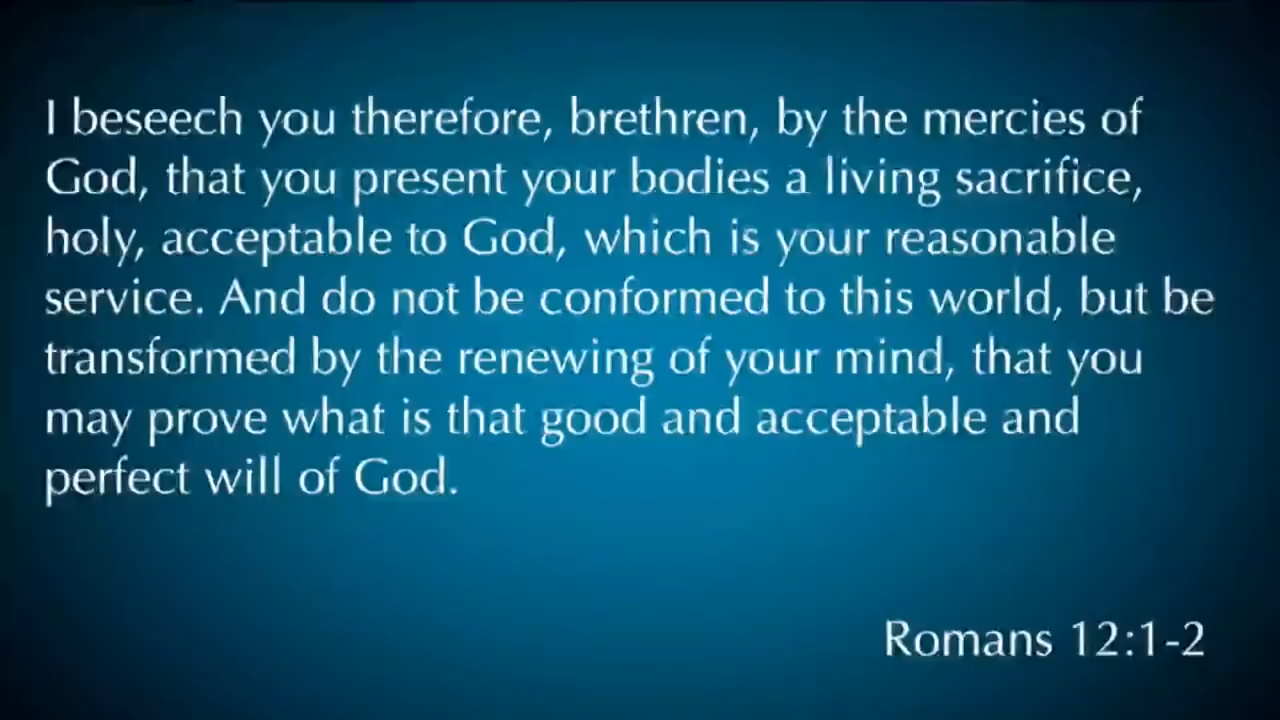 I beseech you therefore, brethren, by the mercies of
God, that you present your bodies a living sacrifice,
holy, acceptable to God, which is your reasonable
service. And do not be conformed to this world, but be
transformed by the renewing of your mind, that you
may prove what is that good and acceptable and
perfect will of God.
Romans 12:1-2